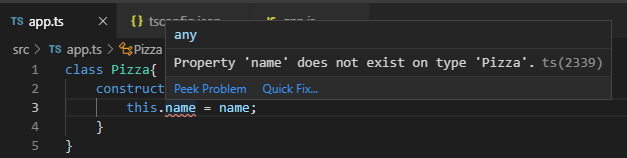 TS app.ts × {} tsconfig.json JS app.js
src > TS app.ts > Pizza
any
Property 'name' does not exist on type 'Pizza'. ts(2339)
Peek Problem Quick Fix...
1 class Pizza{
2 construct
3 this.name = name;
4 }
5 }